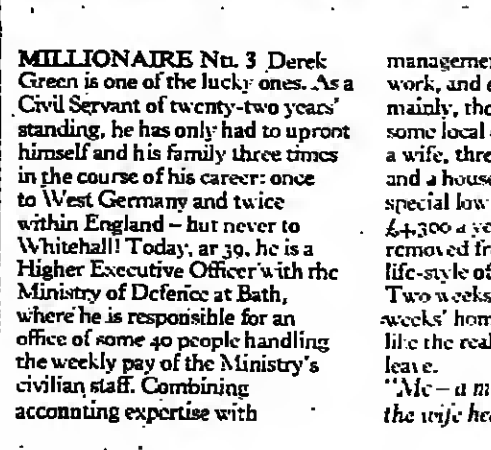 MILLIONAIRE No. 3 Derek
Green is one of the lucky ones. As a
Civil Servant of twenty-two years'
standing, he has only had to uproot
himself and his family three times
in the course of his career: once
to West Germany and twice
within England – but never to
Whitehall! Today, at 39, he is a
Higher Executive Officer with the
Ministry of Defence at Bath,
where he is responsible for an
office of some 40 people handling
the weekly pay of the Ministry's
civilian staff. Combining
accounting expertise with
work, and
mainly,
some local
a wife,
and a house
special low
£4,300 a
removed
life-style of
Two weeks
weeks'
like the real
leave.
"Me – a
the wife